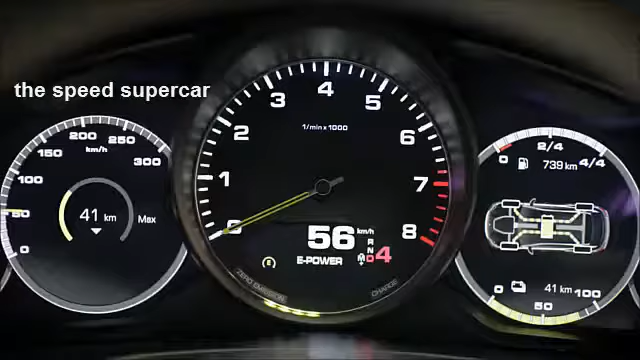 the speed supercar
0
50
100
150
200
250
300
km/h
41 km
Max
0
1
2
3
4
5
6
7
8
1/min x 1000
56 km/h
E-POWER
R
N
D 4
E
ZERO EMISSION
CHARGE
0
2/4
4/4
739 km
41 km
0
50
100